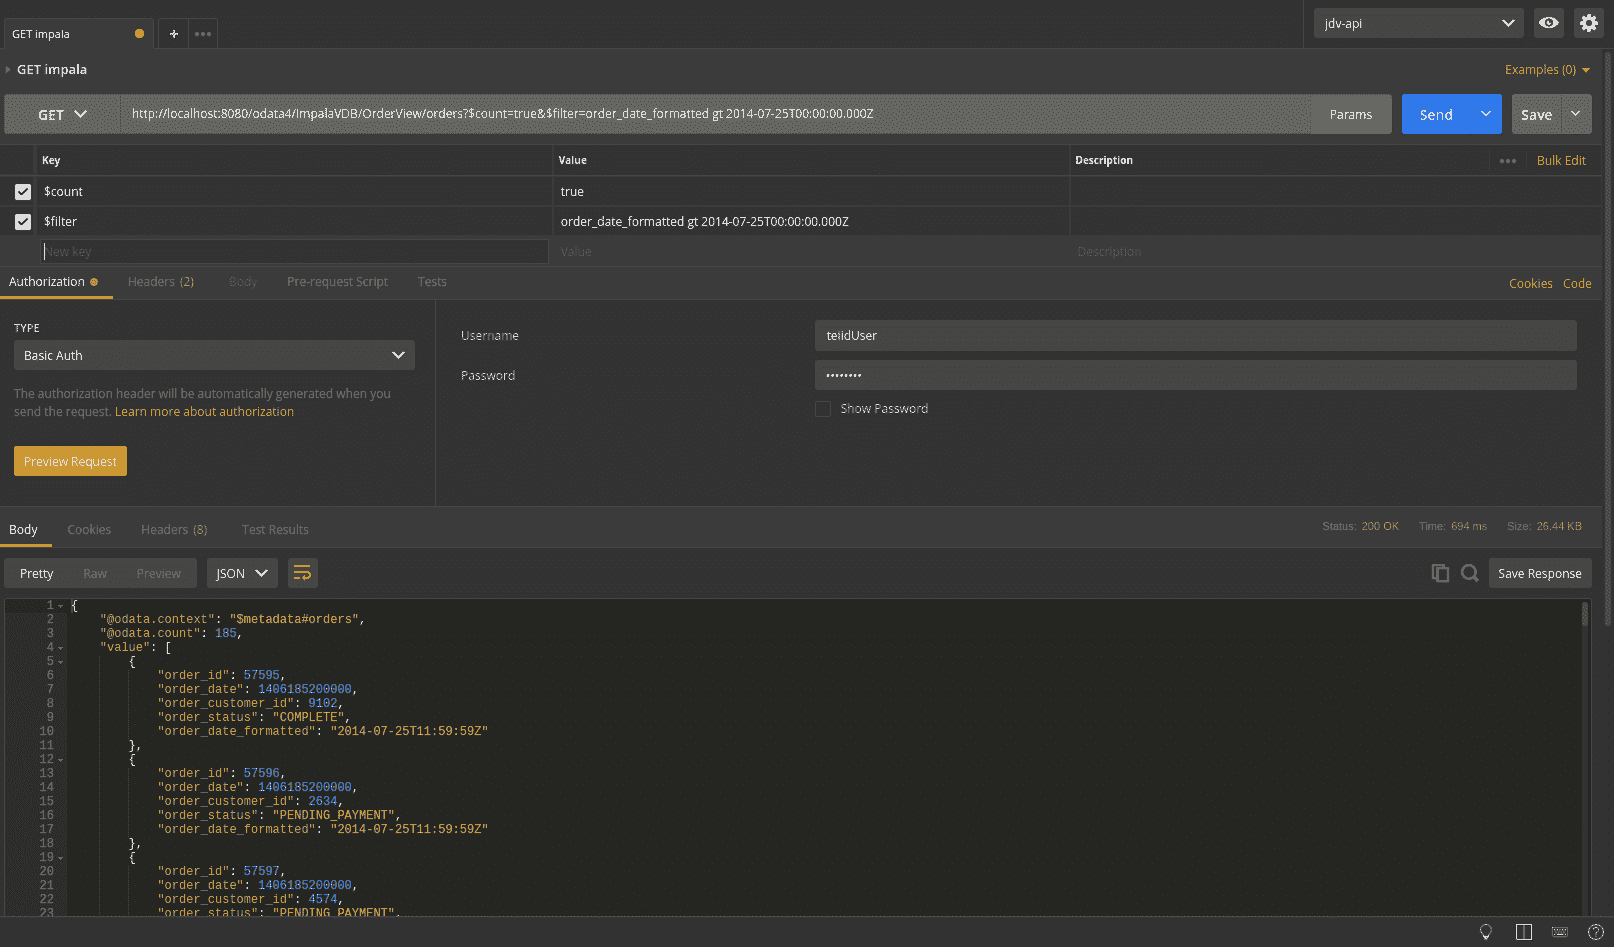 GET impala
+
jdv-api
GET impala
Examples (0)
GET
http://localhost:8080/odata4/ImpalaVDB/OrderView/orders?$count=true&$filter=order_date_formatted gt 2014-07-25T00:00:00.000Z
Params
Send
Save
Key
Value
Description
Bulk Edit
$count
true
$filter
order_date_formatted gt 2014-07-25T00:00:00.000Z
New key
Value
Description
Authorization
Headers (2)
Body
Pre-request Script
Tests
Cookies
Code
TYPE
Basic Auth
The authorization header will be automatically generated when you
send the request. Learn more about authorization
Preview Request
Username
teiidUser
Password
••••••••
Show Password
Body
Cookies
Headers (8)
Test Results
Status: 200 OK
Time: 694 ms
Size: 26.44 KB
Pretty
Raw
Preview
JSON
Save Response
1 {
2 "@odata.context": "$metadata#orders",
3 "@odata.count": 185,
4 "value": [
5 {
6 "order_id": 57595,
7 "order_date": 1406185200000,
8 "order_customer_id": 9102,
9 "order_status": "COMPLETE",
10 "order_date_formatted": "2014-07-25T11:59:59Z"
11 },
12 {
13 "order_id": 57596,
14 "order_date": 1406185200000,
15 "order_customer_id": 2634,
16 "order_status": "PENDING_PAYMENT",
17 "order_date_formatted": "2014-07-25T11:59:59Z"
18 },
19 {
20 "order_id": 57597,
21 "order_date": 1406185200000,
22 "order_customer_id": 4574,
23 "order_status": "PENDING_PAYMENT",